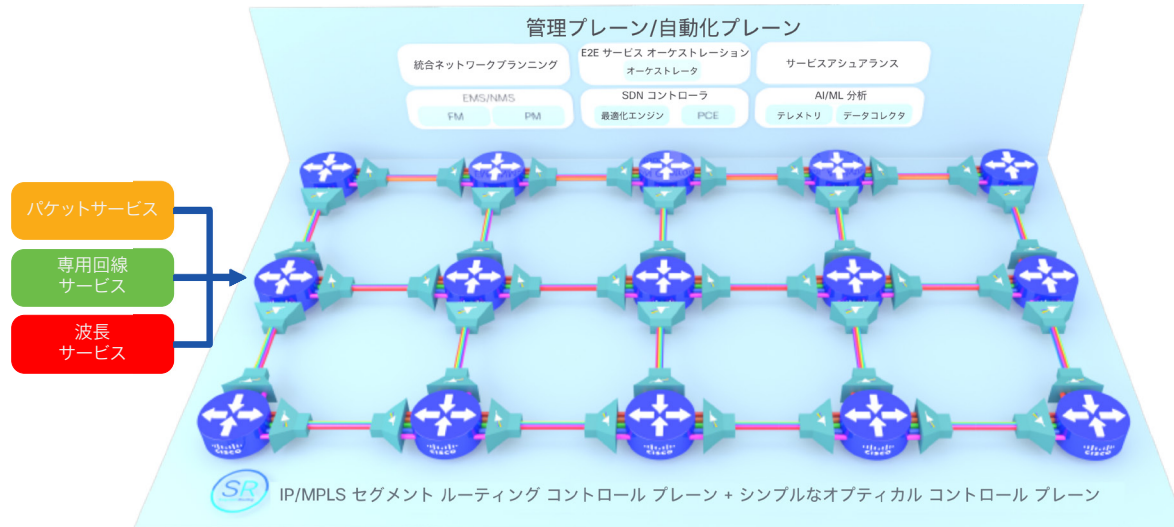 管理プレーン/自動化プレーン
統合ネットワークプランニング
E2E サービス オーケストレーション
オーケストレータ
サービスアシュアランス
EMS/NMS
FM
PM
SDN コントローラ
最適化エンジン
PCE
AI/ML 分析
テレメトリ
データコレクタ
パケットサービス
専用回線
サービス
波長
サービス
CISCO
CISCO
CISCO
CISCO
CISCO
SR
IP/MPLS セグメント ルーティング コントロール プレーン + シンプルなオプティカル コントロール プレーン